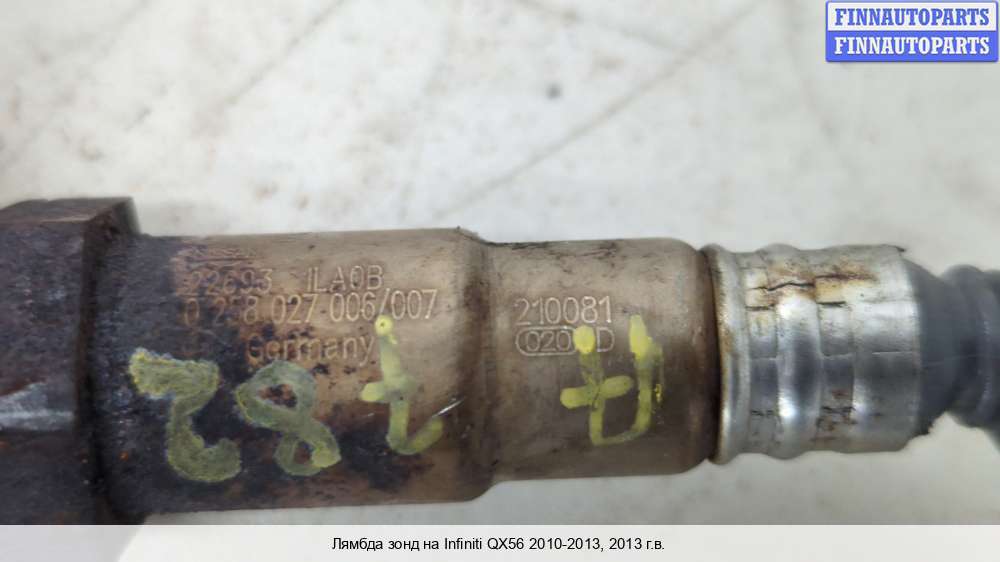 FINNAUTOPARTS
FINNAUTOPARTS
22693 1LA0B
0 258 027 006/007
Germany
210081
Лямбда зонд на Infiniti QX56 2010-2013, 2013 г.в.